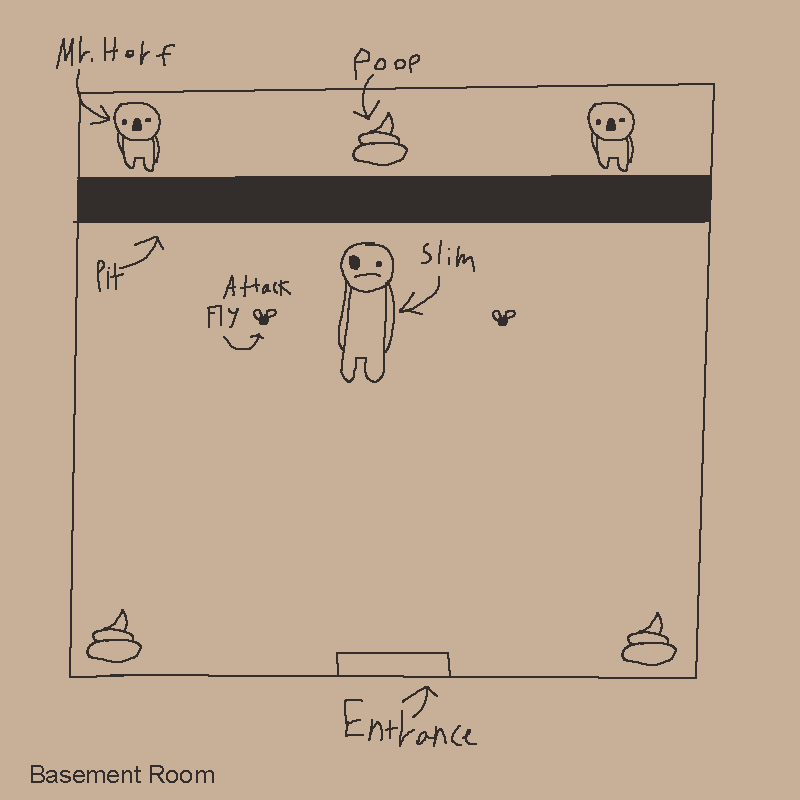 Mr. Horf
Poop
Pit
Slim
Attack
Fly
Entrance
Basement Room